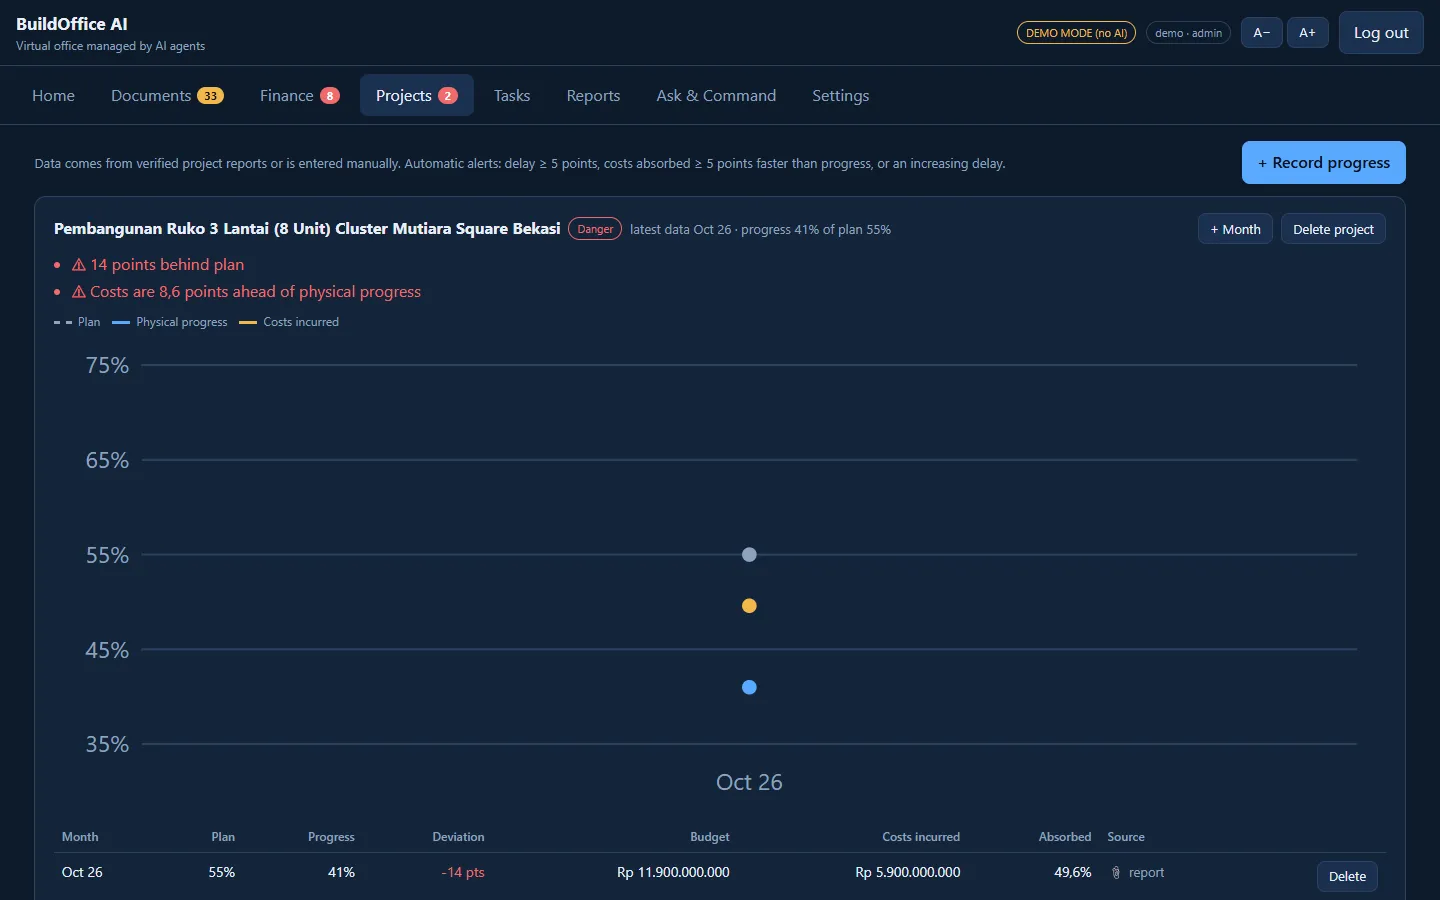 BuildOffice AI
Virtual office managed by AI agents
DEMO MODE (no AI)
demo · admin
A−
A+
Log out
Home
Documents 33
Finance 8
Projects 2
Tasks
Reports
Ask & Command
Settings
Data comes from verified project reports or is entered manually. Automatic alerts: delay ≥ 5 points, costs absorbed ≥ 5 points faster than progress, or an increasing delay.
+ Record progress
Pembangunan Ruko 3 Lantai (8 Unit) Cluster Mutiara Square Bekasi Danger latest data Oct 26 · progress 41% of plan 55%
+ Month
Delete project
⚠ 14 points behind plan
⚠ Costs are 8,6 points ahead of physical progress
Plan Physical progress Costs incurred
75%
65%
55%
45%
35%
Oct 26
Month Plan Progress Deviation Budget Costs incurred Absorbed Source
Oct 26 55% 41% -14 pts Rp 11.900.000.000 Rp 5.900.000.000 49,6% report Delete